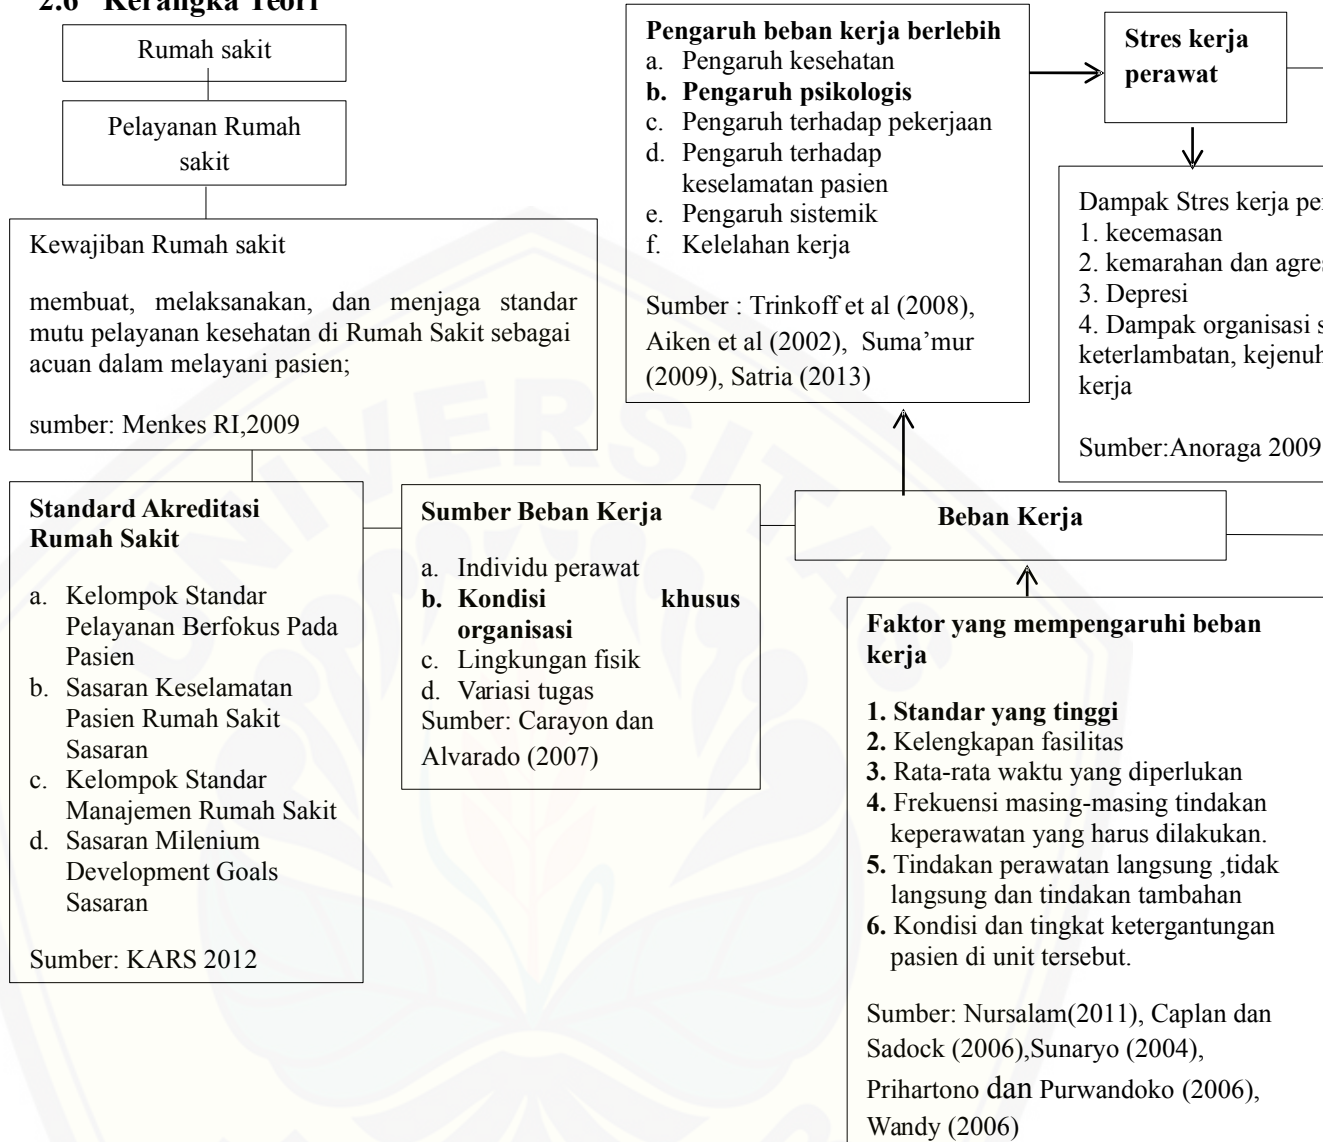 2.6 Kerangka Teori
Rumah sakit
Pelayanan Rumah
sakit
Kewajiban Rumah sakit
membuat, melaksanakan, dan menjaga standar
mutu pelayanan kesehatan di Rumah Sakit sebagai
acuan dalam melayani pasien;
sumber: Menkes RI,2009
Standard Akreditasi
Rumah Sakit
a. Kelompok Standar
Pelayanan Berfokus Pada
Pasien
b. Sasaran Keselamatan
Pasien Rumah Sakit
Sasaran
c. Kelompok Standar
Manajemen Rumah Sakit
d. Sasaran Milenium
Development Goals
Sasaran
Sumber: KARS 2012
Sumber Beban Kerja
a. Individu perawat
b. Kondisi khusus
organisasi
c. Lingkungan fisik
d. Variasi tugas
Sumber: Carayon dan
Alvarado (2007)
Pengaruh beban kerja berlebih
a. Pengaruh kesehatan
b. Pengaruh psikologis
c. Pengaruh terhadap pekerjaan
d. Pengaruh terhadap
keselamatan pasien
e. Pengaruh sistemik
f. Kelelahan kerja
Sumber : Trinkoff et al (2008),
Aiken et al (2002), Suma’mur
(2009), Satria (2013)
Stres kerja
perawat
Dampak Stres kerja
1. kecemasan
2. kemarahan dan
3. Depresi
4. Dampak organisasi
keterlambatan,
kerja
Sumber:Anoraga 2009
Beban Kerja
Faktor yang mempengaruhi beban
kerja
1. Standar yang tinggi
2. Kelengkapan fasilitas
3. Rata-rata waktu yang diperlukan
4. Frekuensi masing-masing tindakan
keperawatan yang harus dilakukan.
5. Tindakan perawatan langsung ,tidak
langsung dan tindakan tambahan
6. Kondisi dan tingkat ketergantungan
pasien di unit tersebut.
Sumber: Nursalam(2011), Caplan dan
Sadock (2006),Sunaryo (2004),
Prihartono dan Purwandoko (2006),
Wandy (2006)
UNIVERSITAS